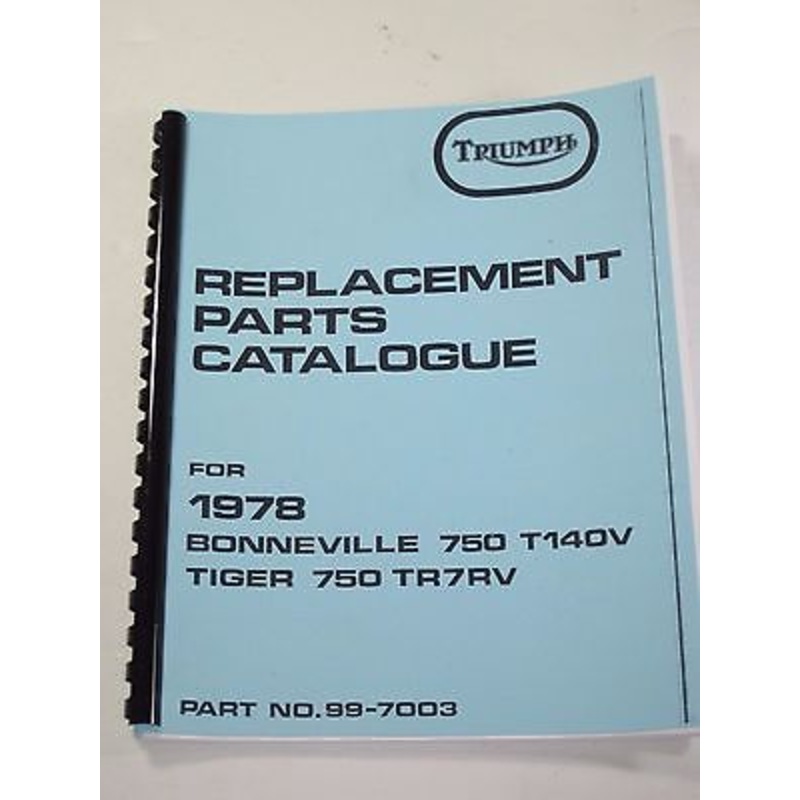 TRIUMPH
REPLACEMENT
PARTS
CATALOGUE
FOR
1978
BONNEVILLE 750 T140V
TIGER 750 TR7RV
PART NO. 99-7003